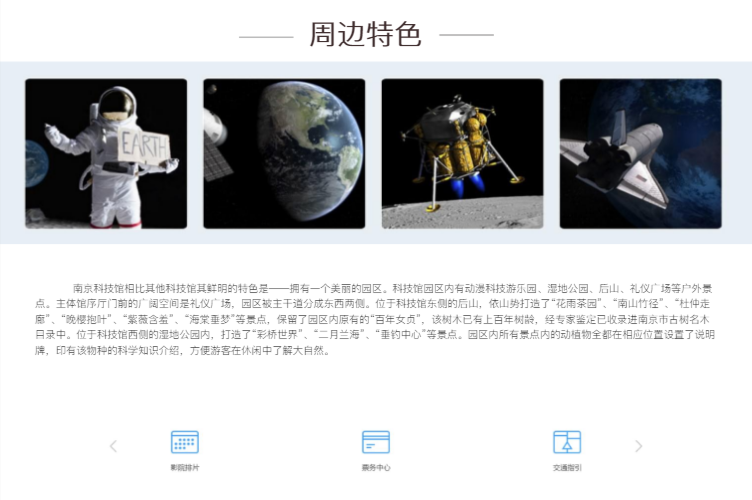 周边特色
EARTH
南京科技馆相比其他科技馆其鲜明的特色是——拥有一个美丽的园区。科技馆园区内有动漫科技游乐园、湿地公园、后山、礼仪广场等户外景
点。主体馆序厅门前的广阔空间是礼仪广场，园区被主干道分成东西两侧。位于科技馆东侧的后山，依山势打造了“花雨茶园”、“南山竹径”、“杜仲走
廊”、“晚樱抱叶”、“紫薇含羞”、“海棠垂梦”等景点，保留了园区内原有的“百年女贞”，该树木已有上百年树龄，经专家鉴定已收录进南京市古树名木
目录中。位于科技馆西侧的湿地公园内，打造了“彩桥世界”、“二月兰海”、“垂钓中心”等景点。园区内所有景点内的动植物全都在相应位置设置了说明
牌，印有该物种的科学知识介绍，方便游客在休闲中了解大自然。
影院排片
票务中心
交通指引